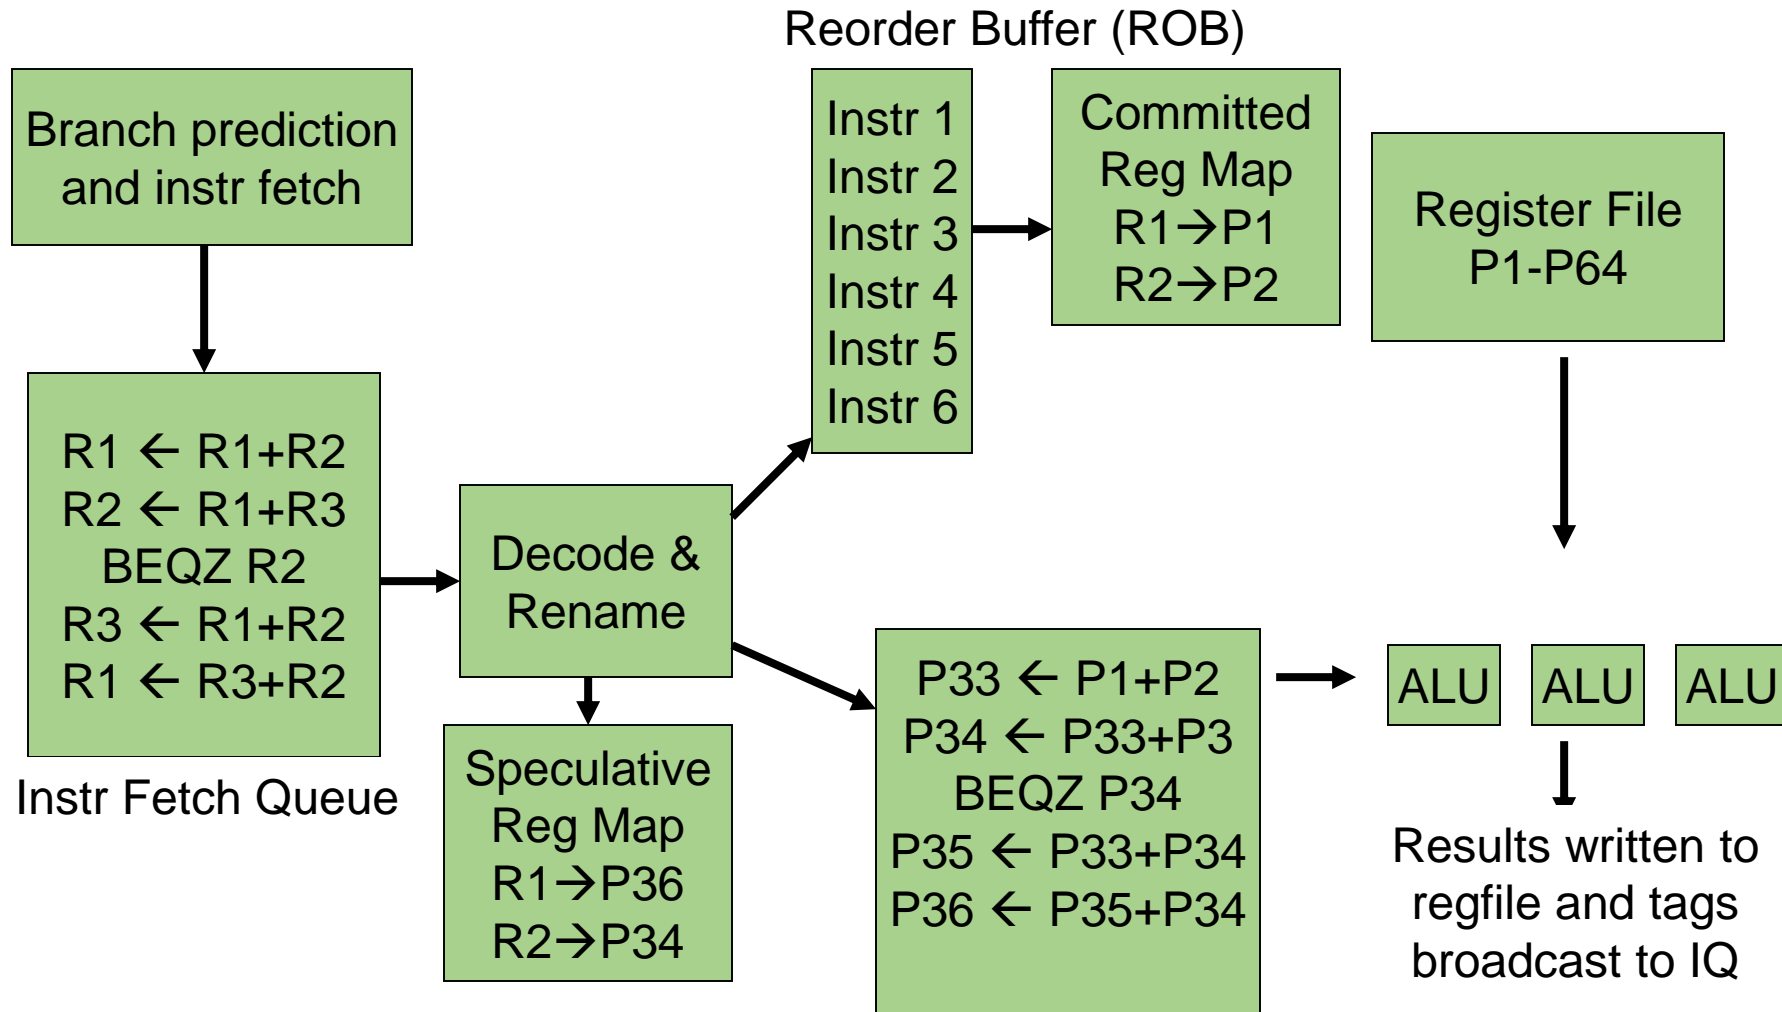 Reorder Buffer (ROB)
Branch prediction
and instr fetch
Instr 1
Instr 2
Instr 3
Instr 4
Instr 5
Instr 6
Committed
Reg Map
R1→P1
R2→P2
Register File
P1-P64
R1 ← R1+R2
R2 ← R1+R3
BEQZ R2
R3 ← R1+R2
R1 ← R3+R2
Instr Fetch Queue
Decode &
Rename
Speculative
Reg Map
R1→P36
R2→P34
P33 ← P1+P2
P34 ← P33+P3
BEQZ P34
P35 ← P33+P34
P36 ← P35+P34
ALU
ALU
ALU
Results written to
regfile and tags
broadcast to IQ